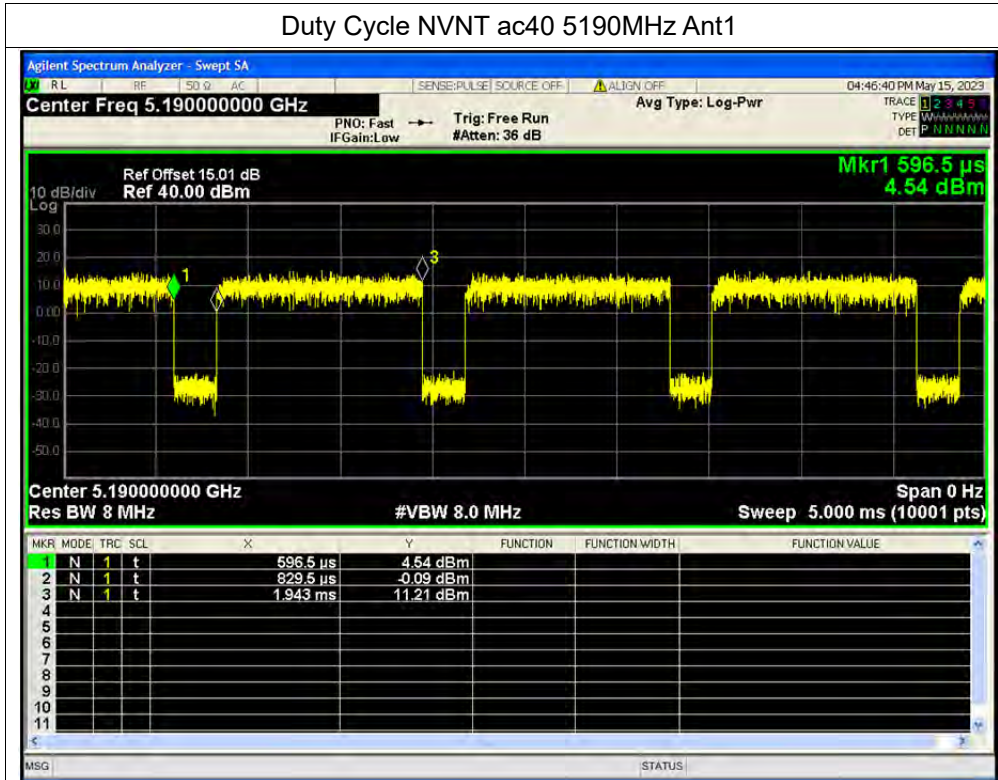 Duty Cycle NVNT ac40 5190MHz Ant1
Agilent Spectrum Analyzer - Swept SA
RL RF 50 Ω AC SENSE:PULSE SOURCE OFF ALIGN OFF 04:46:40 PM May 15, 2023
Center Freq 5.190000000 GHz Avg Type: Log-Pwr TRACE 1 2 3 4 5
PNO: Fast Trig: Free Run TYPE W
IFGain:Low #Atten: 36 dB DET P N N N N N
Mkr1 596.5 µs
4.54 dBm
Ref Offset 15.01 dB
10 dB/div Ref 40.00 dBm
Log
30.0
20.0
10.0
0.00
-10.0
-20.0
-30.0
-40.0
-50.0
1
3
Center 5.190000000 GHz Span 0 Hz
Res BW 8 MHz #VBW 8.0 MHz Sweep 5.000 ms (10001 pts)
MKR MODE TRC SCL X Y FUNCTION FUNCTION WIDTH FUNCTION VALUE
1 N 1 t 596.5 µs 4.54 dBm
2 N 1 t 829.5 µs -0.09 dBm
3 N 1 t 1.943 ms 11.21 dBm
4
5
6
7
8
9
10
11
MSG STATUS